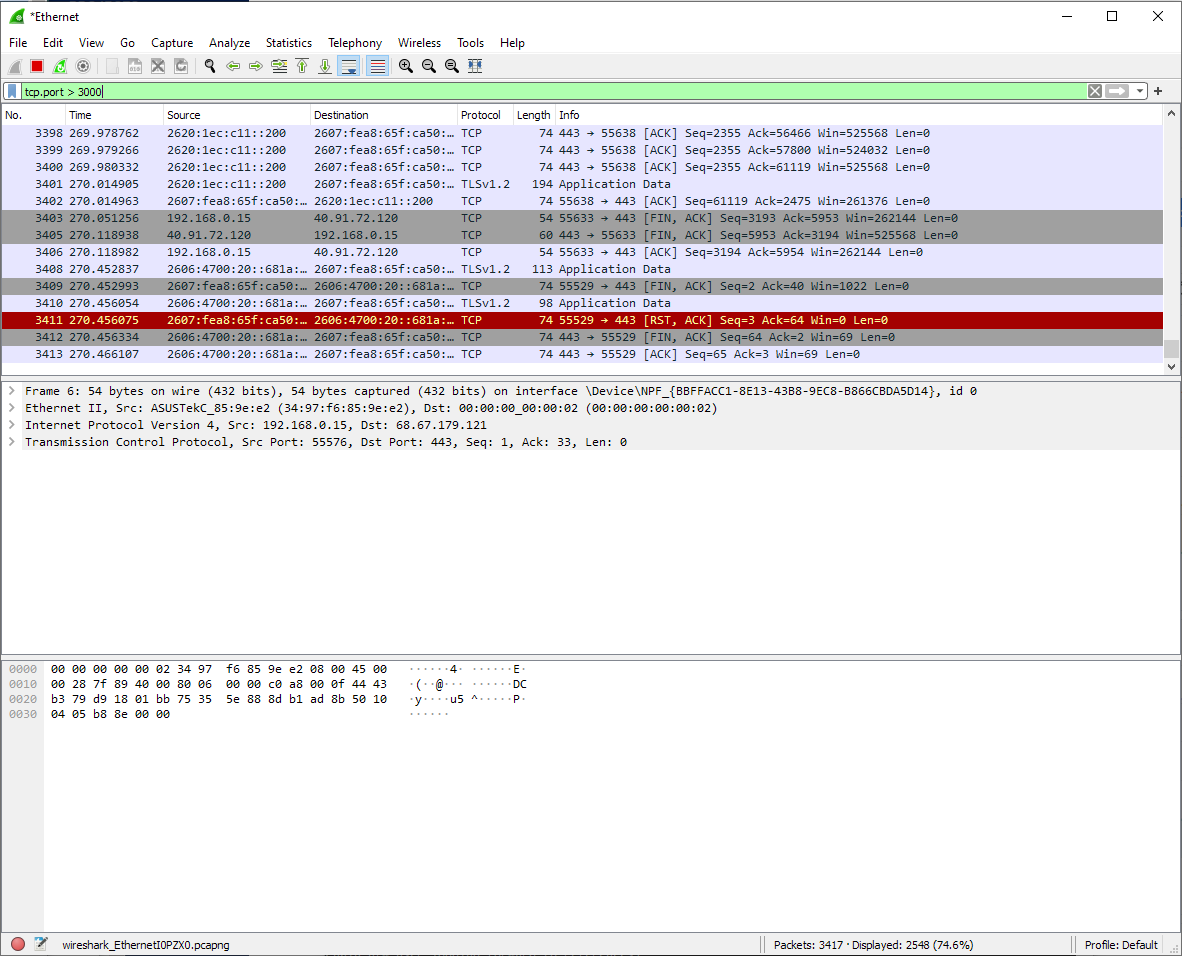 *Ethernet
File Edit View Go Capture Analyze Statistics Telephony Wireless Tools Help
tcp.port > 3000
No. Time Source Destination Protocol Length Info
3398 269.978762 2620:1ec:c11::200 2607:fea8:65f:ca50:… TCP 74 443 → 55638 [ACK] Seq=2355 Ack=56466 Win=525568 Len=0
3399 269.979266 2620:1ec:c11::200 2607:fea8:65f:ca50:… TCP 74 443 → 55638 [ACK] Seq=2355 Ack=57800 Win=524032 Len=0
3400 269.980332 2620:1ec:c11::200 2607:fea8:65f:ca50:… TCP 74 443 → 55638 [ACK] Seq=2355 Ack=61119 Win=525568 Len=0
3401 270.014905 2620:1ec:c11::200 2607:fea8:65f:ca50:… TLSv1.2 194 Application Data
3402 270.014963 2607:fea8:65f:ca50:… 2620:1ec:c11::200 TCP 74 55638 → 443 [ACK] Seq=61119 Ack=2475 Win=261376 Len=0
3403 270.051256 192.168.0.15 40.91.72.120 TCP 54 55633 → 443 [FIN, ACK] Seq=3193 Ack=5953 Win=262144 Len=0
3405 270.118938 40.91.72.120 192.168.0.15 TCP 60 443 → 55633 [FIN, ACK] Seq=5953 Ack=3194 Win=525568 Len=0
3406 270.118982 192.168.0.15 40.91.72.120 TCP 54 55633 → 443 [ACK] Seq=3194 Ack=5954 Win=262144 Len=0
3408 270.452837 2606:4700:20::681a:… 2607:fea8:65f:ca50:… TLSv1.2 113 Application Data
3409 270.452993 2607:fea8:65f:ca50:… 2606:4700:20::681a:… TCP 74 55529 → 443 [FIN, ACK] Seq=2 Ack=40 Win=1022 Len=0
3410 270.456054 2606:4700:20::681a:… 2607:fea8:65f:ca50:… TLSv1.2 98 Application Data
3411 270.456075 2607:fea8:65f:ca50:… 2606:4700:20::681a:… TCP 74 55529 → 443 [RST, ACK] Seq=3 Ack=64 Win=0 Len=0
3412 270.456334 2606:4700:20::681a:… 2607:fea8:65f:ca50:… TCP 74 443 → 55529 [FIN, ACK] Seq=64 Ack=2 Win=69 Len=0
3413 270.466107 2606:4700:20::681a:… 2607:fea8:65f:ca50:… TCP 74 443 → 55529 [ACK] Seq=65 Ack=3 Win=69 Len=0
Frame 6: 54 bytes on wire (432 bits), 54 bytes captured (432 bits) on interface \Device\NPF_{BBFFACC1-8E13-43B8-9EC8-B866CBDA5D14}, id 0
Ethernet II, Src: ASUSTekC_85:9e:e2 (34:97:f6:85:9e:e2), Dst: 00:00:00_00:00:02 (00:00:00:00:00:02)
Internet Protocol Version 4, Src: 192.168.0.15, Dst: 68.67.179.121
Transmission Control Protocol, Src Port: 55576, Dst Port: 443, Seq: 1, Ack: 33, Len: 0
0000 00 00 00 00 00 02 34 97 f6 85 9e e2 08 00 45 00 ······4· ······E·
0010 00 28 7f 89 40 00 80 06 00 00 c0 a8 00 0f 44 43 ·(··@··· ······DC
0020 b3 79 d9 18 01 bb 75 35 5e 88 8d b1 ad 8b 50 10 ·y····u5 ^·····P·
0030 04 05 b8 8e 00 00 ······
wireshark_EthernetI0PZX0.pcapng Packets: 3417 · Displayed: 2548 (74.6%) Profile: Default